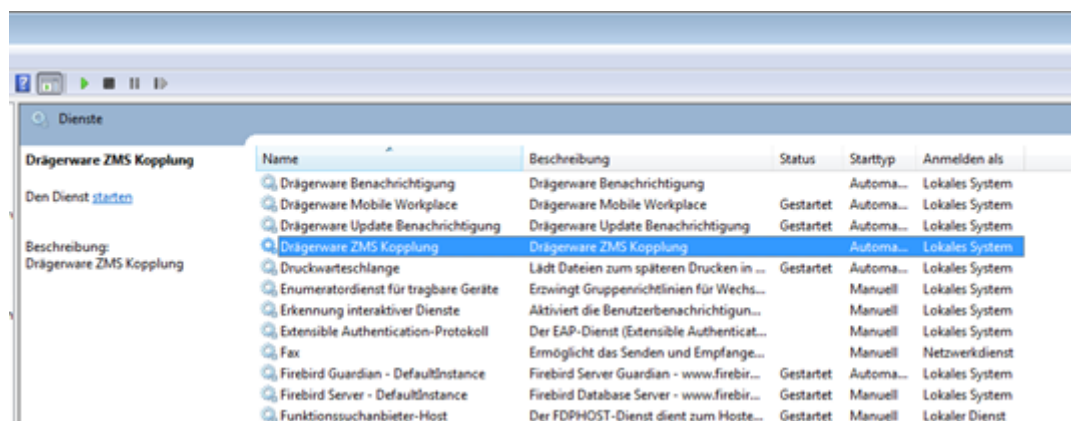 Dienste
Drägerware ZMS Kopplung
Den Dienst starten
Beschreibung:
Drägerware ZMS Kopplung
Name Beschreibung Status Starttyp Anmelden als
Drägerware Benachrichtigung Drägerware Benachrichtigung Automa... Lokales System
Drägerware Mobile Workplace Drägerware Mobile Workplace Gestartet Automa... Lokales System
Drägerware Update Benachrichtigung Drägerware Update Benachrichtigung Gestartet Automa... Lokales System
Drägerware ZMS Kopplung Drägerware ZMS Kopplung Automa... Lokales System
Druckwarteschlange Lädt Dateien zum späteren Drucken in ... Gestartet Automa... Lokales System
Enumeratordienst für tragbare Geräte Erzwingt Gruppenrichtlinien für Wechs... Manuell Lokales System
Erkennung interaktiver Dienste Aktiviert die Benutzerbenachrichtigun... Manuell Lokales System
Extensible Authentication-Protokoll Der EAP-Dienst (Extensible Authenticat... Manuell Lokales System
Fax Ermöglicht das Senden und Empfange... Manuell Netzwerkdienst
Firebird Guardian - DefaultInstance Firebird Server Guardian - www.firebir... Gestartet Automa... Lokales System
Firebird Server - DefaultInstance Firebird Database Server - www.firebir... Gestartet Manuell Lokales System
Funktionssuchanbieter-Host Der FDPHOST-Dienst dient zum Hoste... Gestartet Manuell Lokaler Dienst